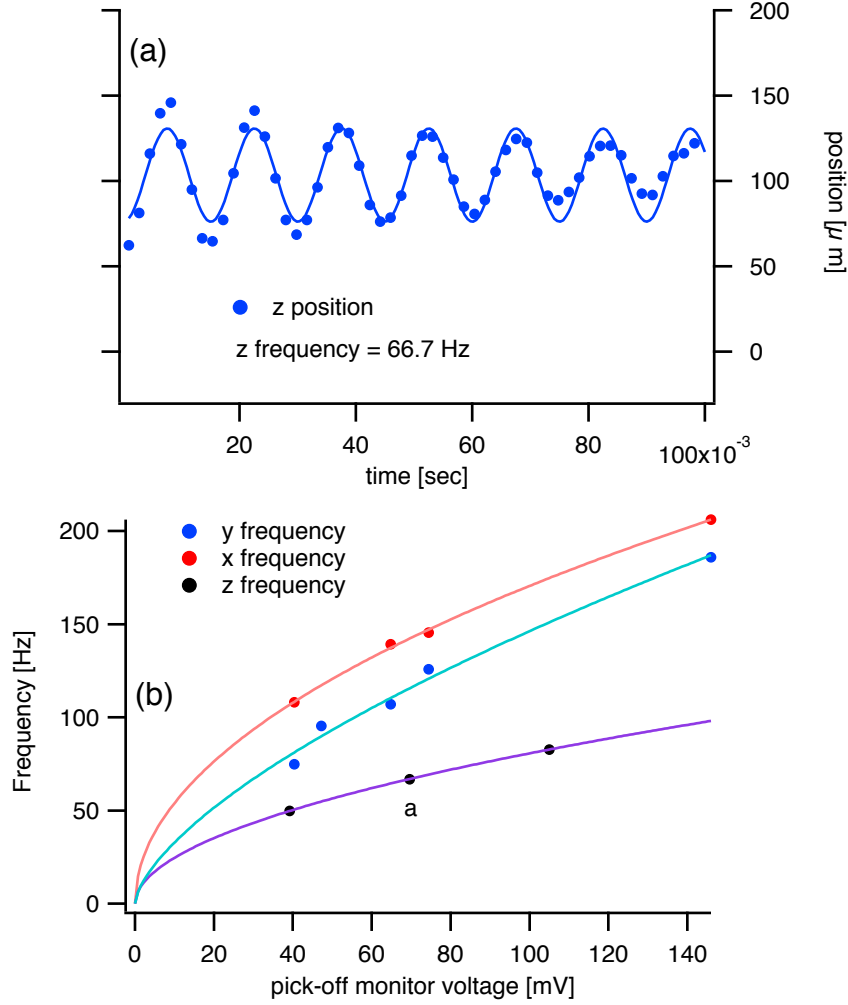 (a)
200
150
100
50
0
position [μ m]
z position
z frequency = 66.7 Hz
20 40 60 80 100x10⁻³
time [sec]
y frequency
x frequency
z frequency
200
150
100
50
0
Frequency [Hz]
(b)
a
0 20 40 60 80 100 120 140
pick-off monitor voltage [mV]